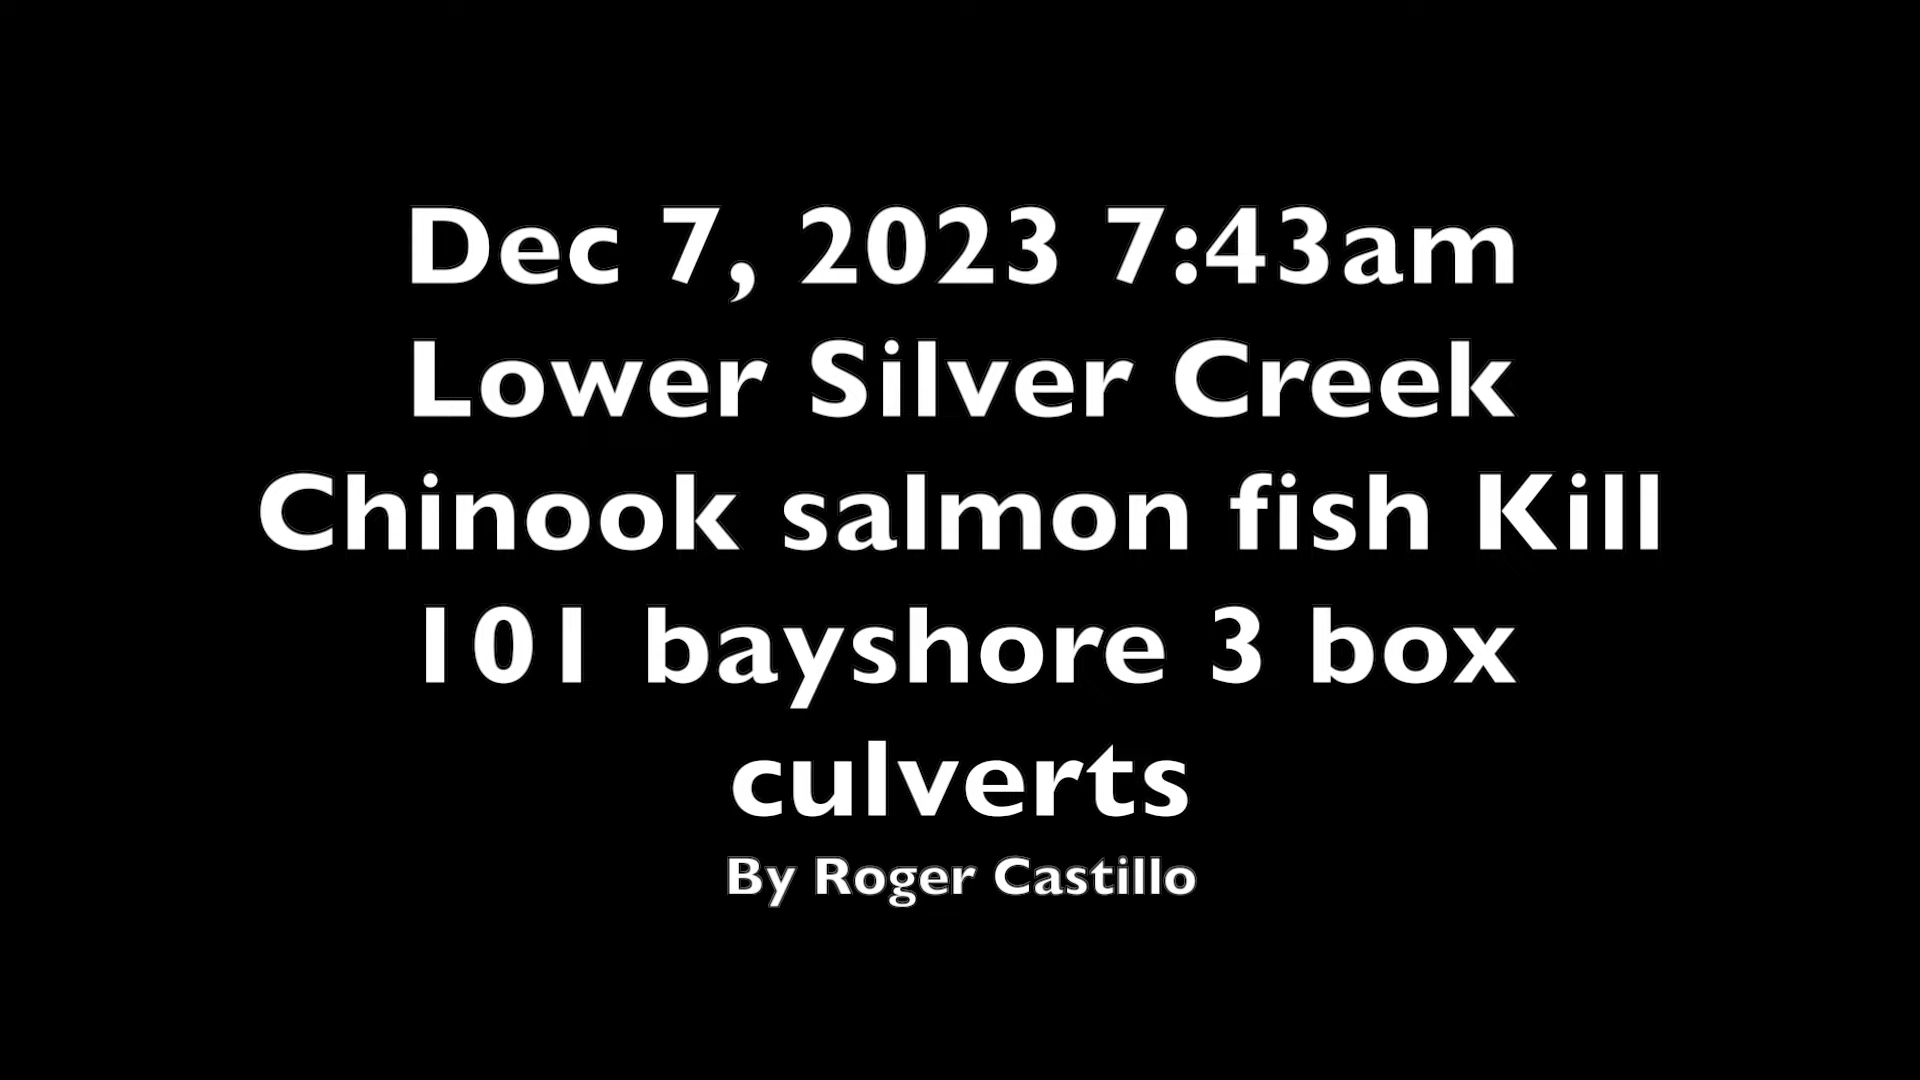 Dec 7, 2023 7:43am
Lower Silver Creek
Chinook salmon fish Kill
101 bayshore 3 box
culverts
By Roger Castillo